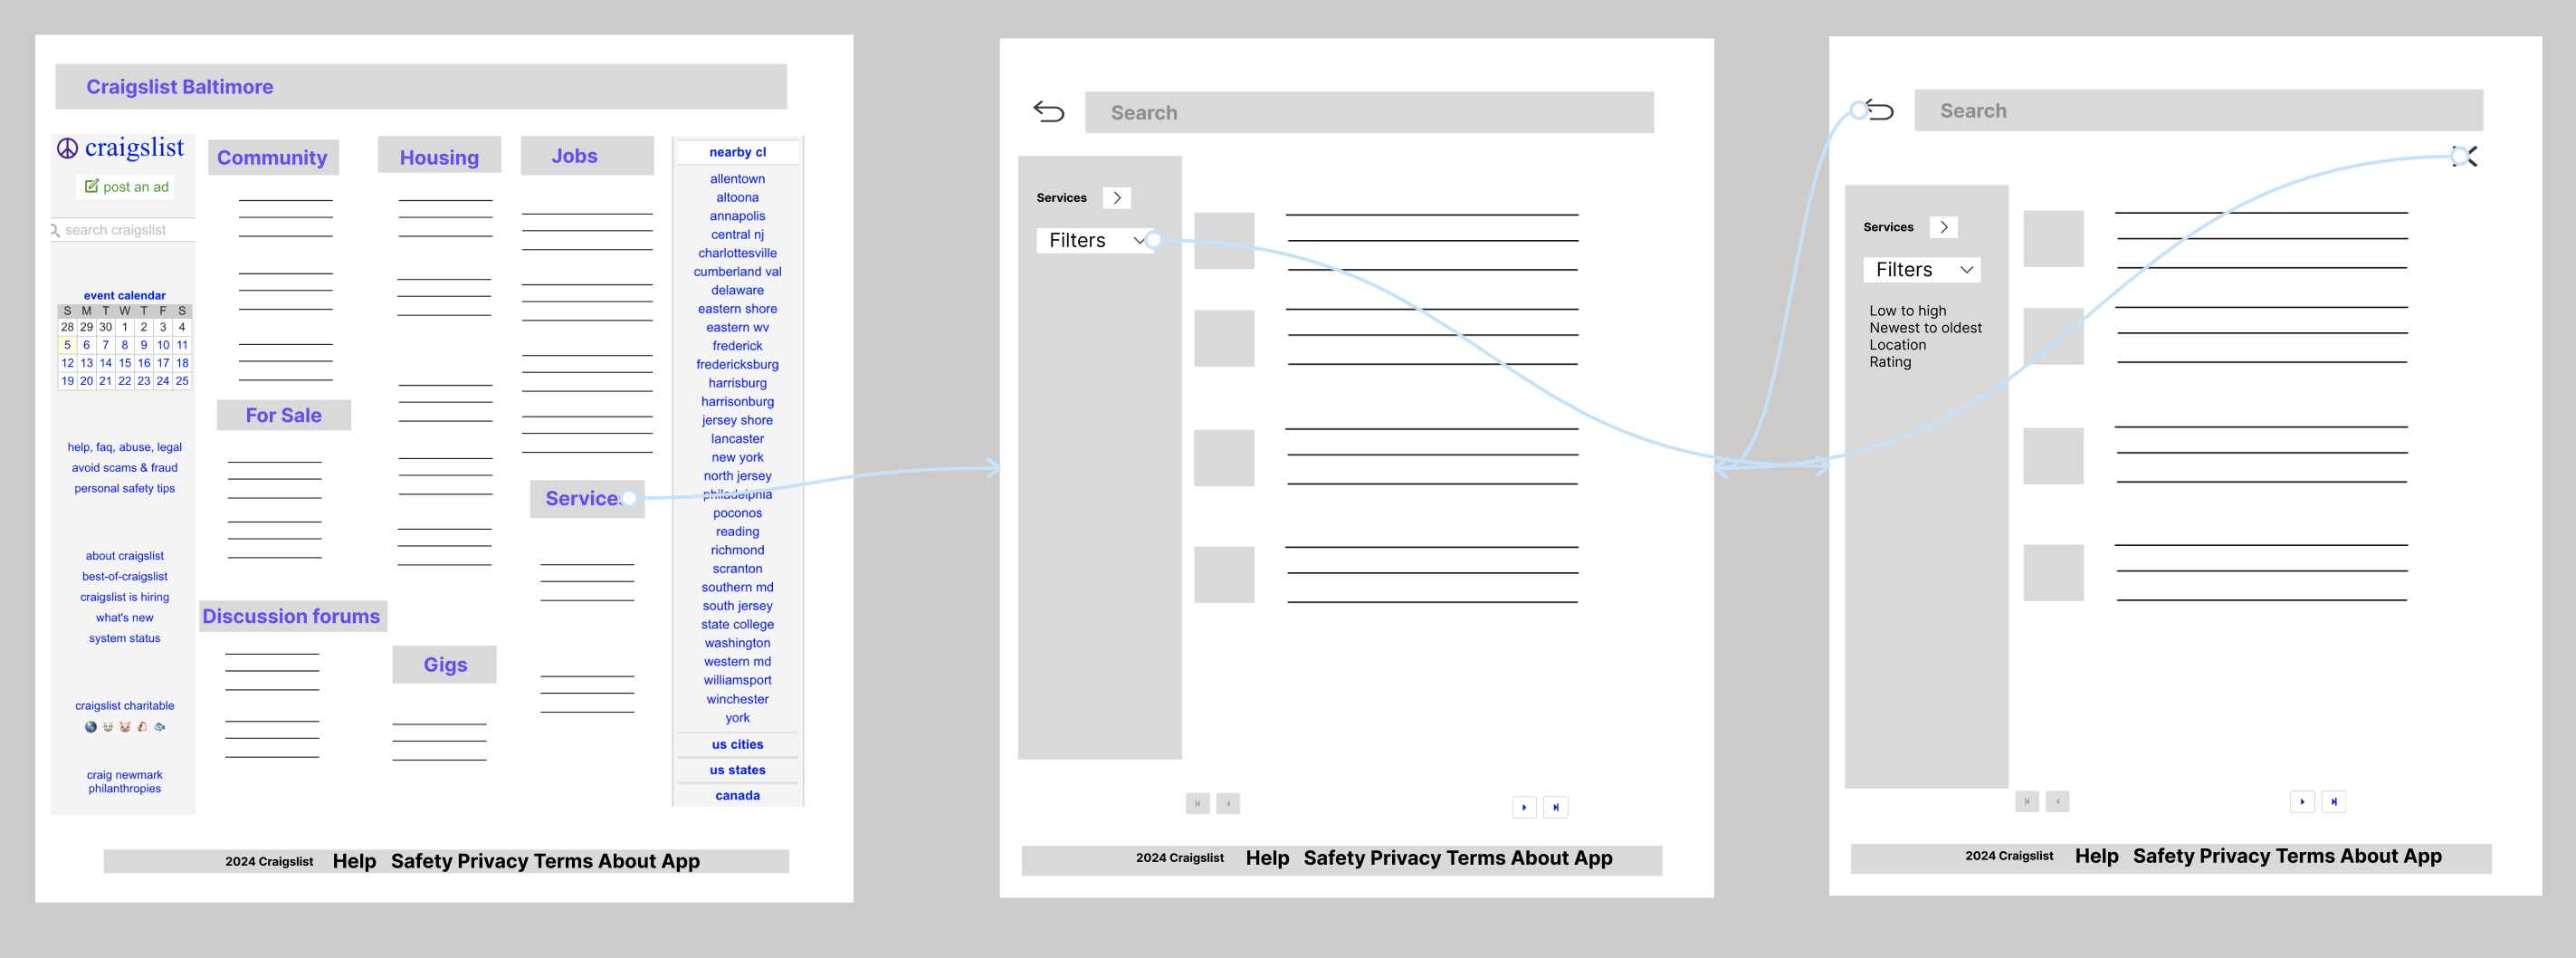 Craigslist Baltimore
craigslist
post an ad
search craigslist
event calendar
S M T W T F S
28 29 30 1 2 3 4
5 6 7 8 9 10 11
12 13 14 15 16 17 18
19 20 21 22 23 24 25
help, faq, abuse, legal
avoid scams & fraud
personal safety tips
about craigslist
best-of-craigslist
craigslist is hiring
what's new
system status
craigslist charitable
craig newmark
philanthropies
Community
For Sale
Discussion forums
Housing
Gigs
Jobs
Services
nearby cl
allentown
altoona
annapolis
central nj
charlottesville
cumberland val
delaware
eastern shore
eastern wv
frederick
fredericksburg
harrisburg
harrisonburg
jersey shore
lancaster
new york
north jersey
philadelphia
poconos
reading
richmond
scranton
southern md
south jersey
state college
washington
western md
williamsport
winchester
york
us cities
us states
canada
2024 Craigslist Help Safety Privacy Terms About App
Search
Services
Filters
2024 Craigslist Help Safety Privacy Terms About App
Search
Services
Filters
Low to high
Newest to oldest
Location
Rating
2024 Craigslist Help Safety Privacy Terms About App